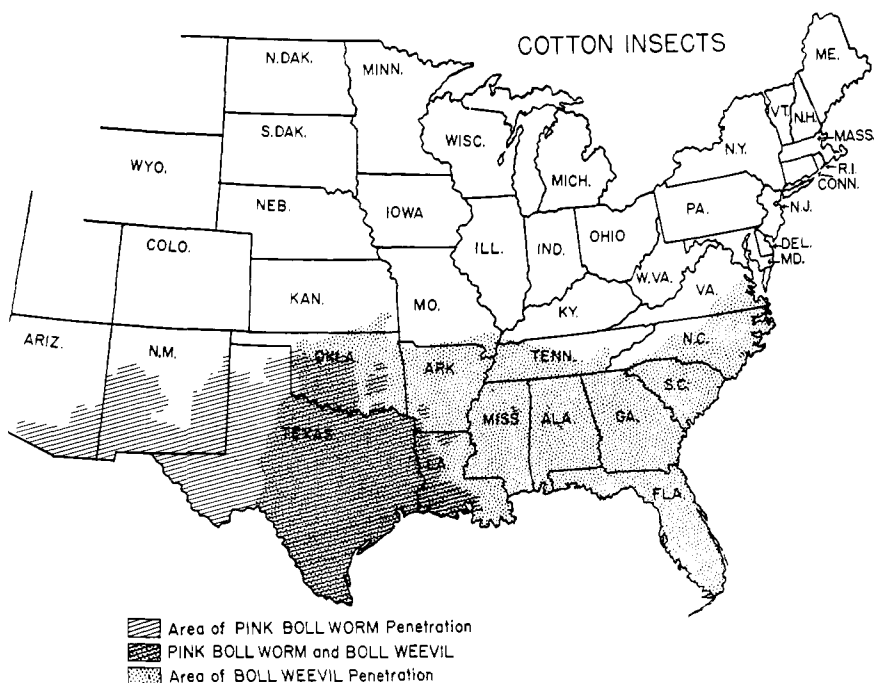 COTTON INSECTS
ME.
N.DAK.
MINN.
VT.
N.H.
MASS.
S.DAK.
WISC.
N.Y.
R.I.
CONN.
WYO.
MICH.
NEB.
IOWA
PA.
N.J.
COLO.
ILL.
IND.
OHIO
DEL.
MD.
W.VA.
KAN.
MO.
KY.
VA.
ARIZ.
N.M.
OKLA
ARK.
TENN.
N.C.
S.C.
TEXAS
LA.
MISS
ALA.
GA.
FLA.
Area of PINK BOLL WORM Penetration
PINK BOLL WORM and BOLL WEEVIL
Area of BOLL WEEVIL Penetration